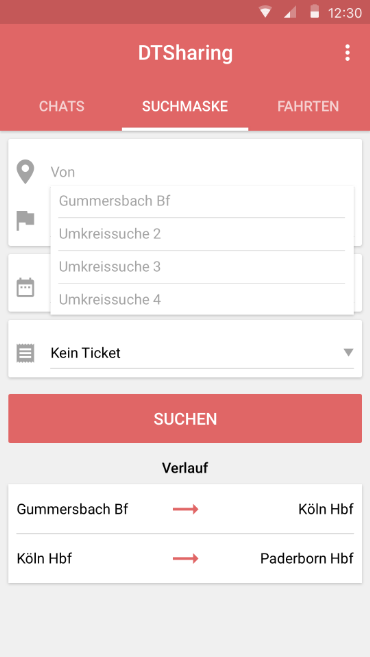 12:30
DTSharing
CHATS SUCHMASKE FAHRTEN
Von
Gummersbach Bf
Umkreissuche 2
Umkreissuche 3
Umkreissuche 4
Kein Ticket
SUCHEN
Verlauf
Gummersbach Bf → Köln Hbf
Köln Hbf → Paderborn Hbf